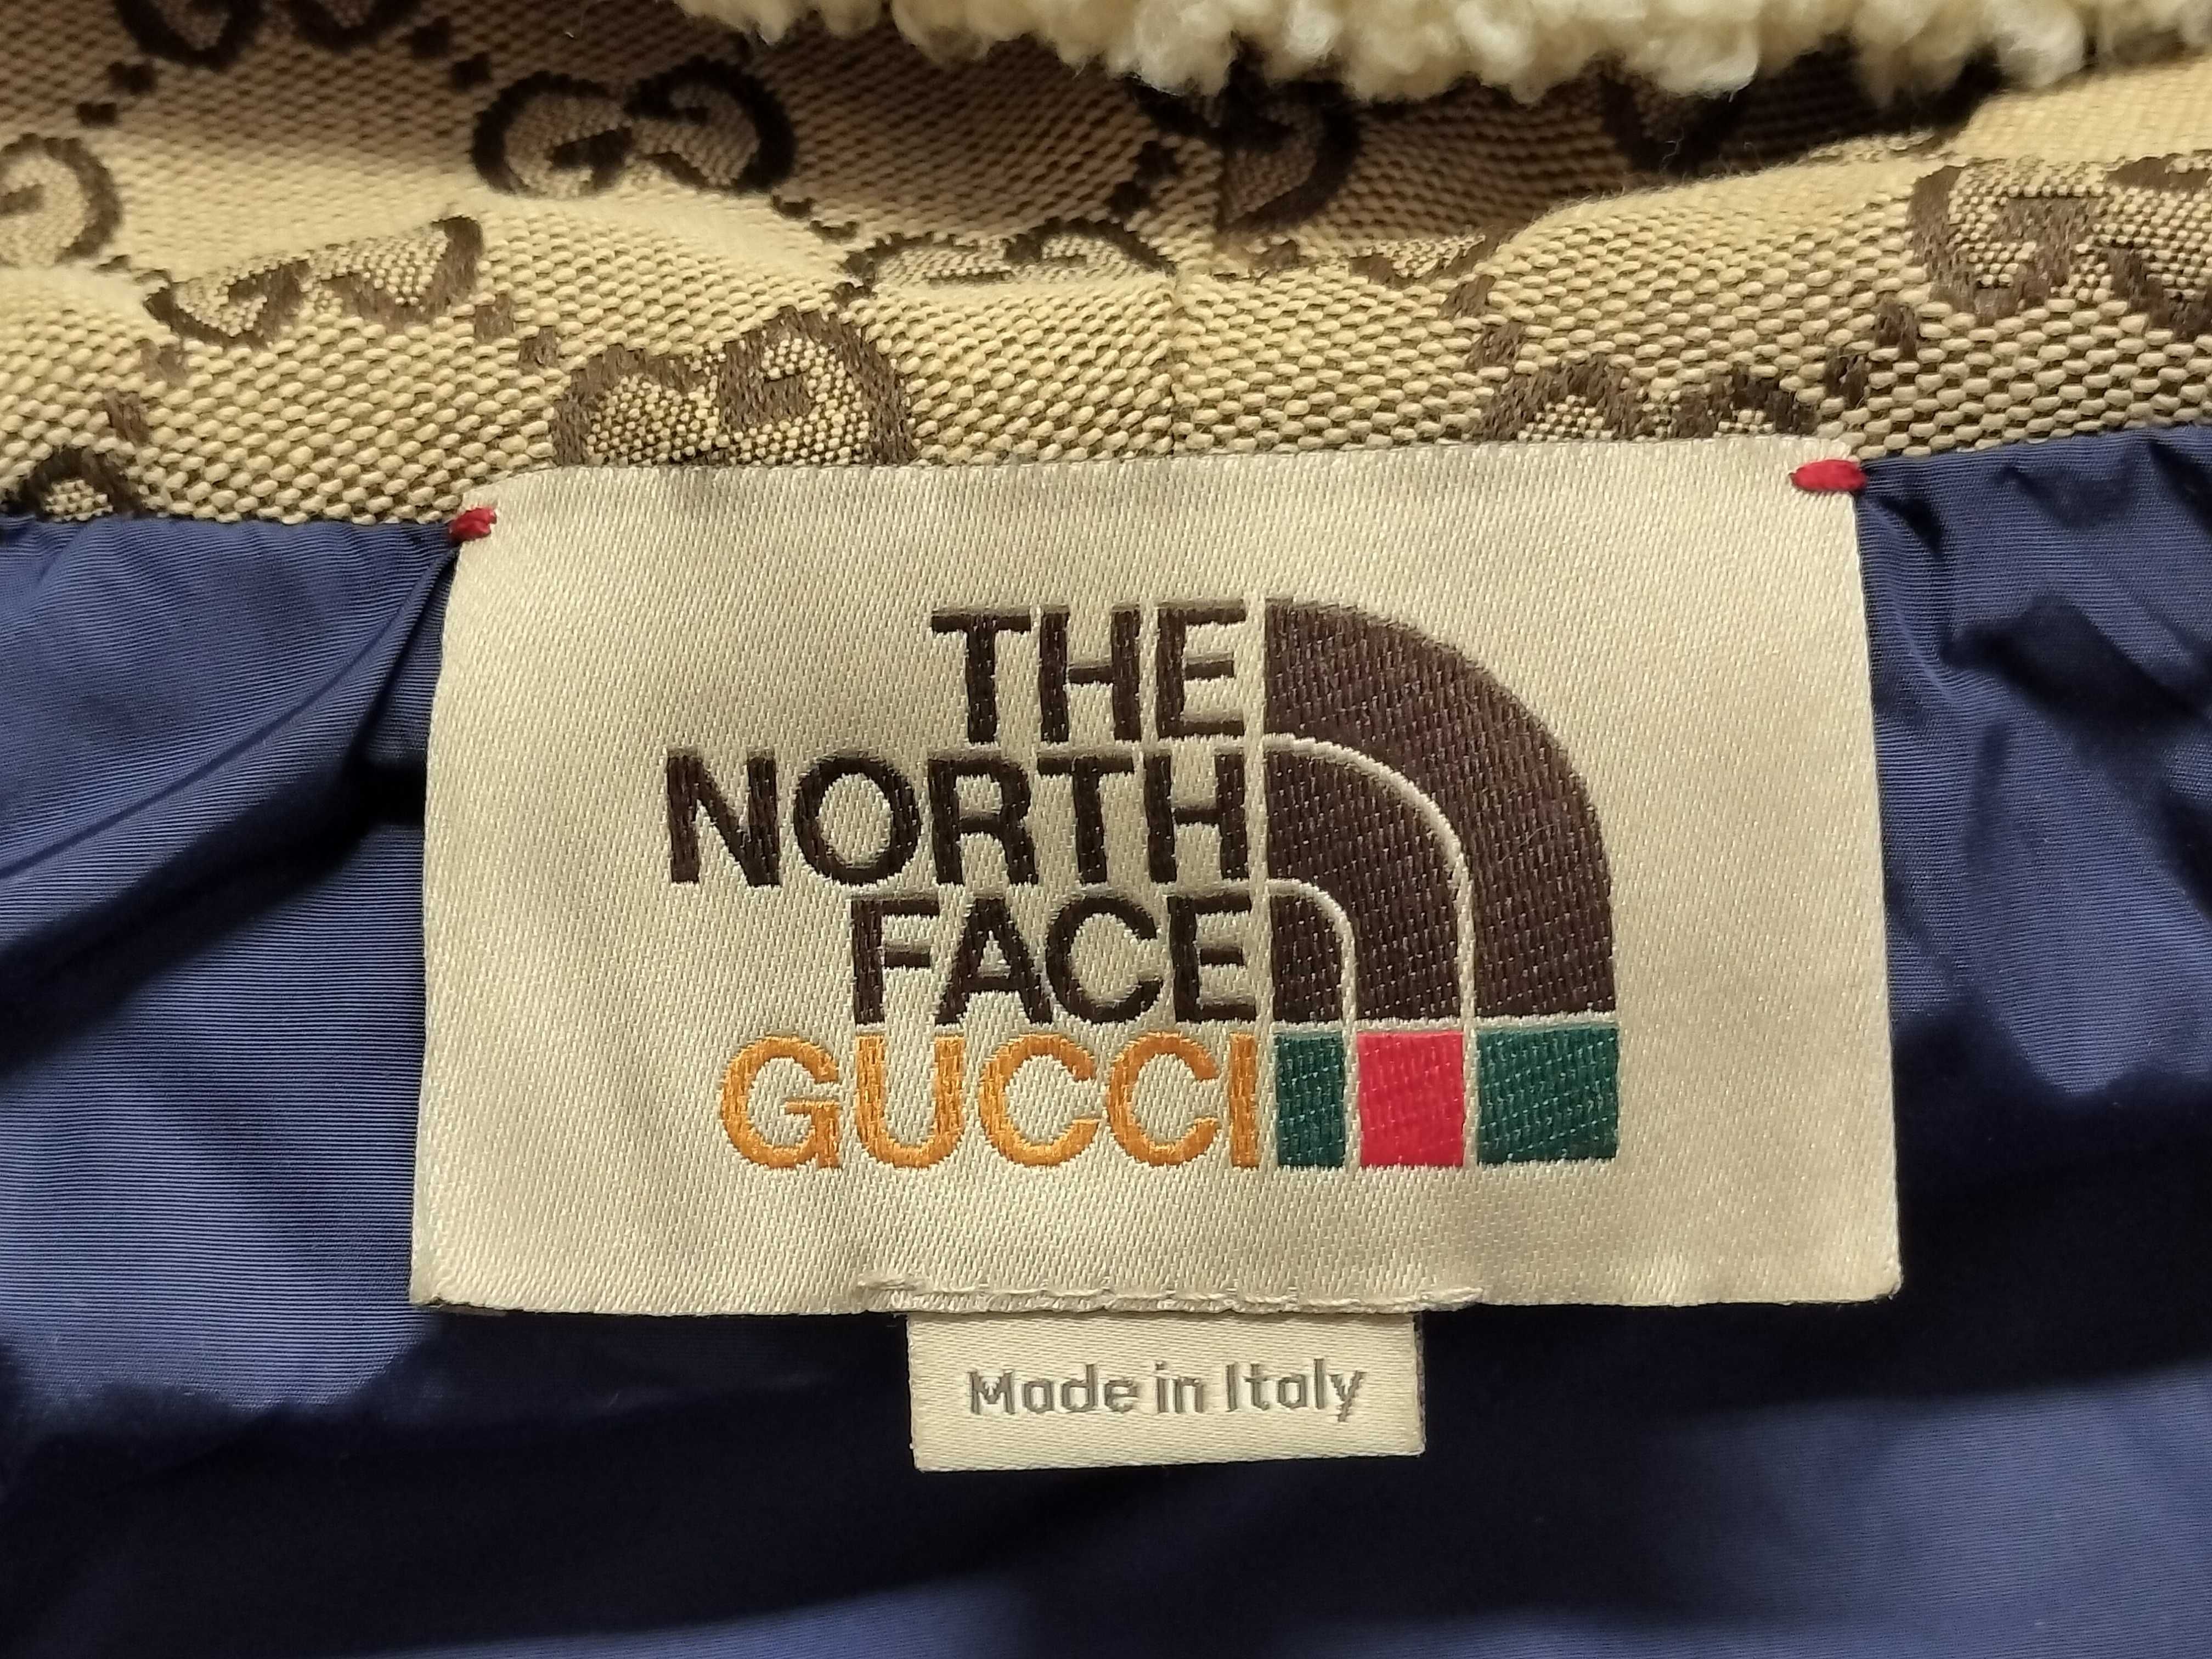 THE
NORTH
FACE
GUCCI
Made in Italy